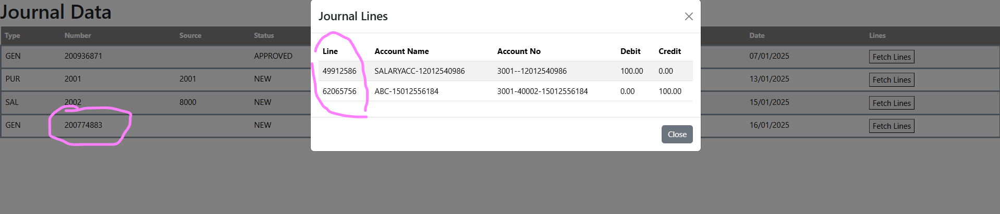 Journal Data
Type Number Source Status Date Lines
GEN 200936871 APPROVED 07/01/2025 Fetch Lines
PUR 2001 2001 NEW 13/01/2025 Fetch Lines
SAL 2002 8000 NEW 15/01/2025 Fetch Lines
GEN 200774883 NEW 16/01/2025 Fetch Lines
Journal Lines
Line Account Name Account No Debit Credit
49912586 SALARYACC-12012540986 3001--12012540986 100.00 0.00
62065756 ABC-15012556184 3001-40002-15012556184 0.00 100.00
Close